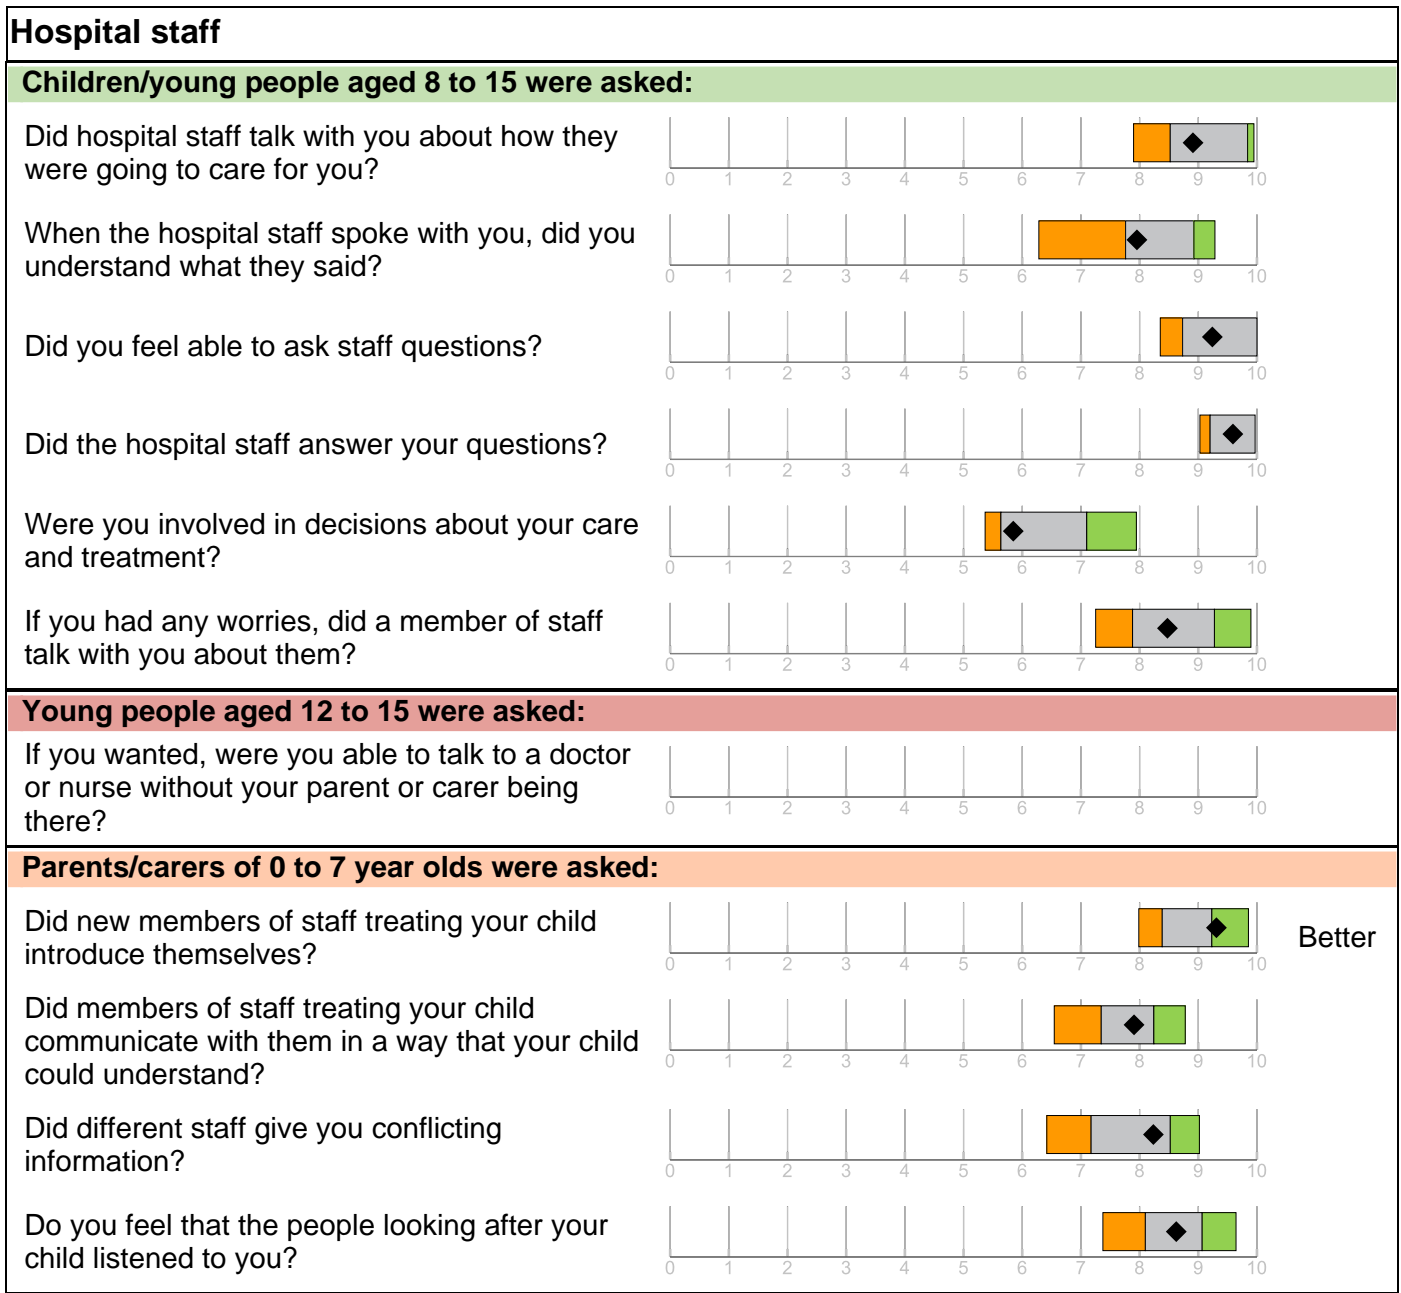 Hospital staff
Children/young people aged 8 to 15 were asked:
Did hospital staff talk with you about how they
were going to care for you?
0 1 2 3 4 5 6 7 8 9 10
When the hospital staff spoke with you, did you
understand what they said?
0 1 2 3 4 5 6 7 8 9 10
Did you feel able to ask staff questions?
0 1 2 3 4 5 6 7 8 9 10
Did the hospital staff answer your questions?
0 1 2 3 4 5 6 7 8 9 10
Were you involved in decisions about your care
and treatment?
0 1 2 3 4 5 6 7 8 9 10
If you had any worries, did a member of staff
talk with you about them?
0 1 2 3 4 5 6 7 8 9 10
Young people aged 12 to 15 were asked:
If you wanted, were you able to talk to a doctor
or nurse without your parent or carer being
there?
0 1 2 3 4 5 6 7 8 9 10
Parents/carers of 0 to 7 year olds were asked:
Did new members of staff treating your child
introduce themselves?
0 1 2 3 4 5 6 7 8 9 10
Better
Did members of staff treating your child
communicate with them in a way that your child
could understand?
0 1 2 3 4 5 6 7 8 9 10
Did different staff give you conflicting
information?
0 1 2 3 4 5 6 7 8 9 10
Do you feel that the people looking after your
child listened to you?
0 1 2 3 4 5 6 7 8 9 10